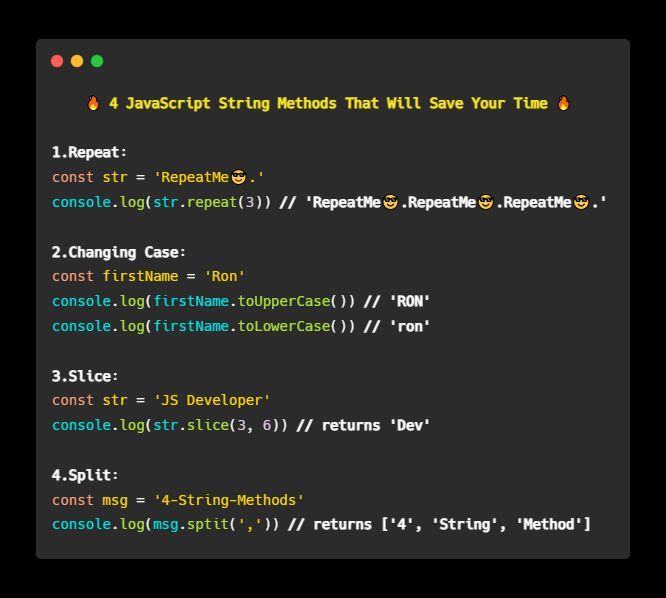 🔥 4 JavaScript String Methods That Will Save Your Time 🔥
1.Repeat:
const str = 'RepeatMe😎.'
console.log(str.repeat(3)) // 'RepeatMe😎.RepeatMe😎.RepeatMe😎.'
2.Changing Case:
const firstName = 'Ron'
console.log(firstName.toUpperCase()) // 'RON'
console.log(firstName.toLowerCase()) // 'ron'
3.Slice:
const str = 'JS Developer'
console.log(str.slice(3, 6)) // returns 'Dev'
4.Split:
const msg = '4-String-Methods'
console.log(msg.sptit(',')) // returns ['4', 'String', 'Method']